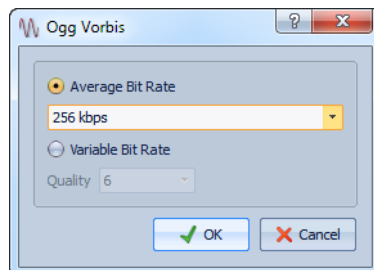 Ogg Vorbis
?
Average Bit Rate
256 kbps
Variable Bit Rate
Quality 6
OK Cancel